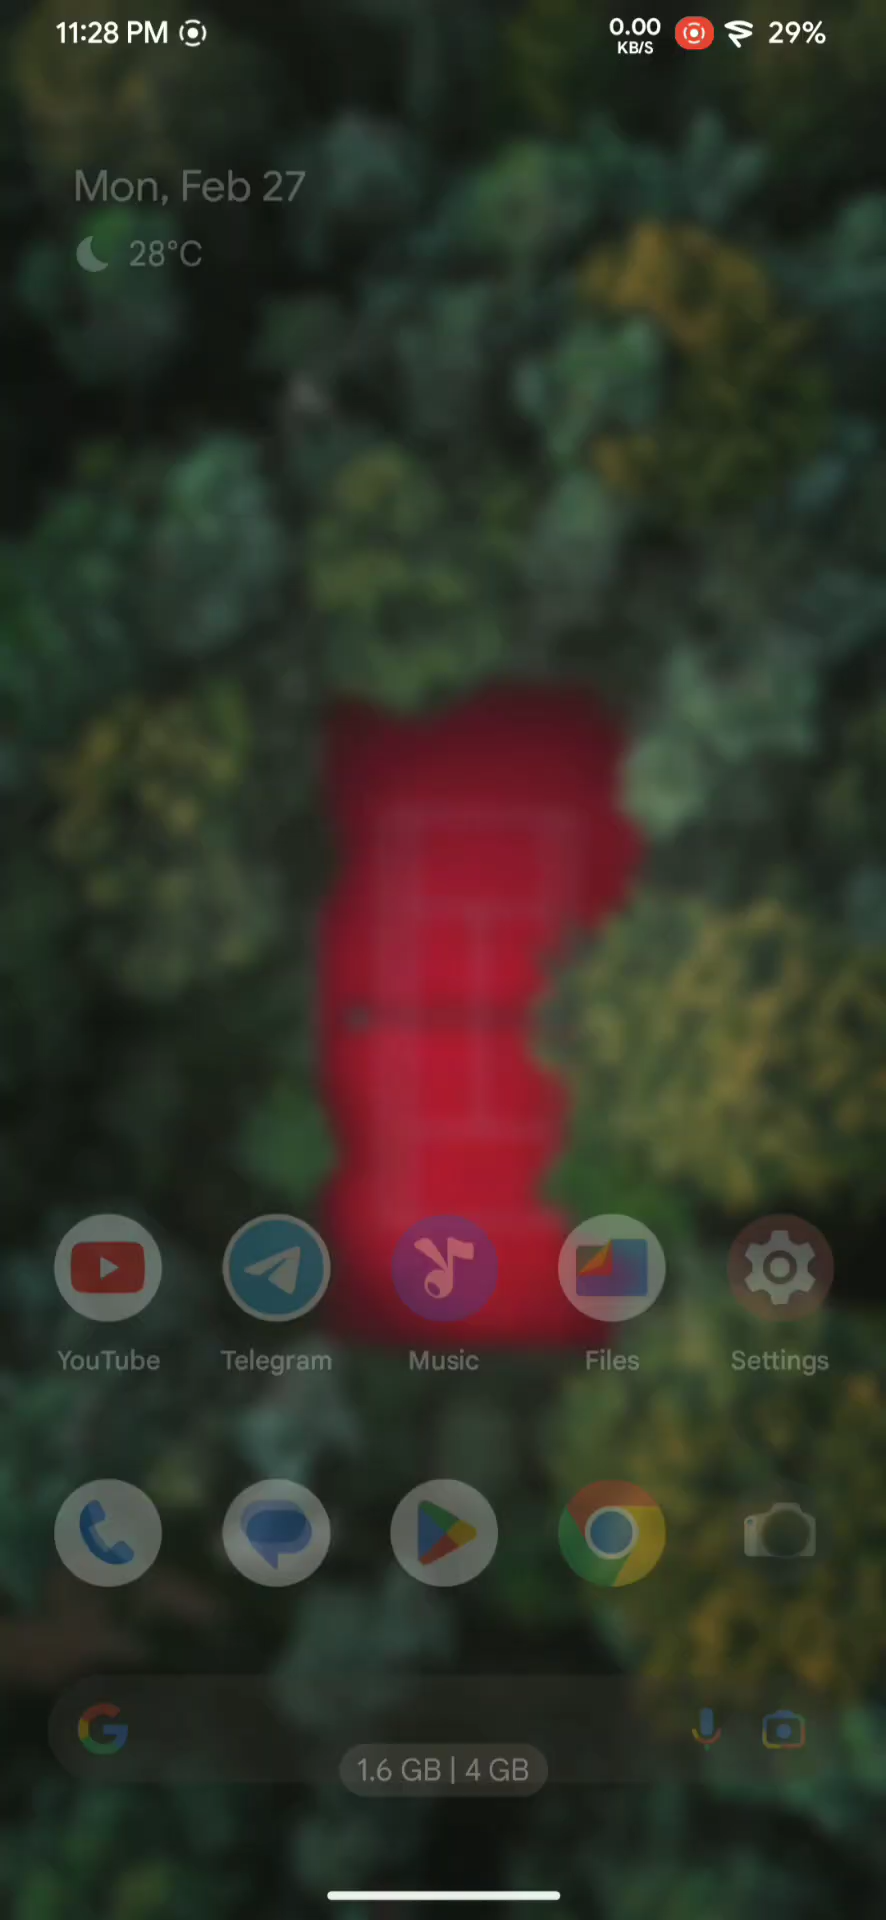 11:28 PM
0.00
KB/S
29%
Mon, Feb 27
28°C
YouTube
Telegram
Music
Files
Settings
1.6 GB | 4 GB